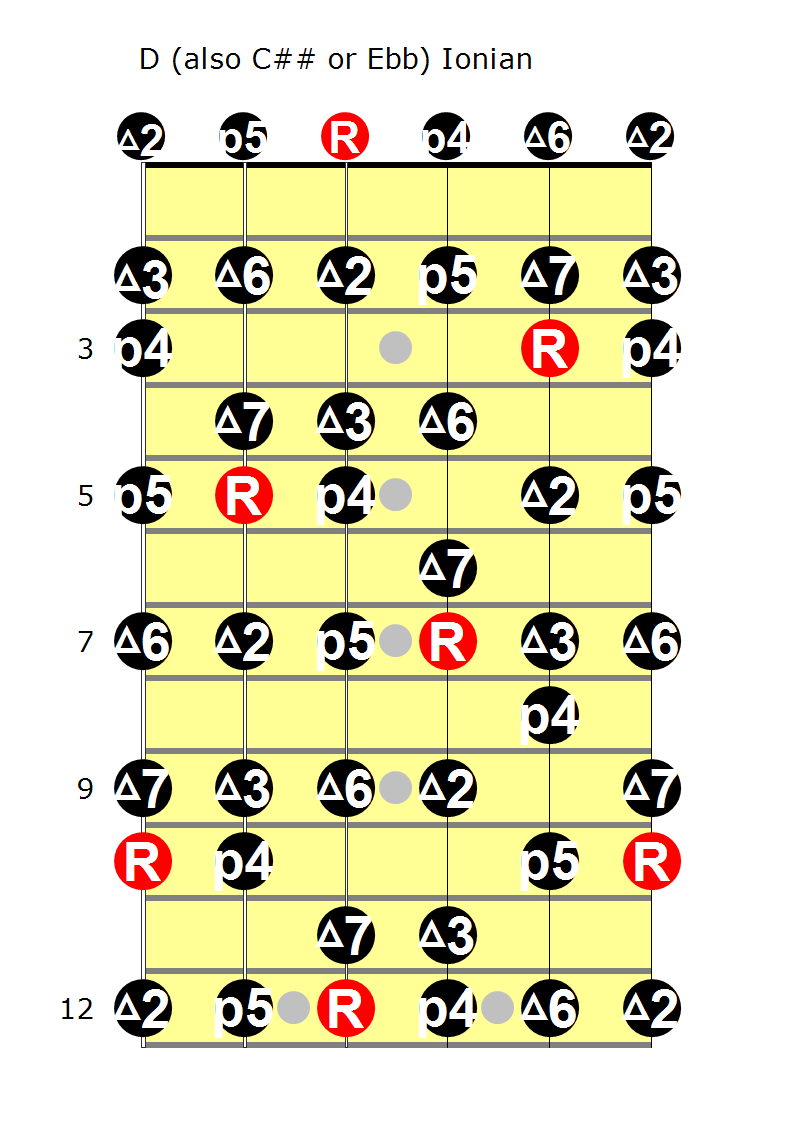 D (also C## or Ebb) Ionian
Δ2 p5 R p4 Δ6 Δ2
Δ3 Δ6 Δ2 p5 Δ7 Δ3
3 p4 R p4
Δ7 Δ3 Δ6
5 p5 R p4 Δ2 p5
Δ7
7 Δ6 Δ2 p5 R Δ3 Δ6
p4
9 Δ7 Δ3 Δ6 Δ2 Δ7
R p4 p5 R
Δ7 Δ3
12 Δ2 p5 R p4 Δ6 Δ2